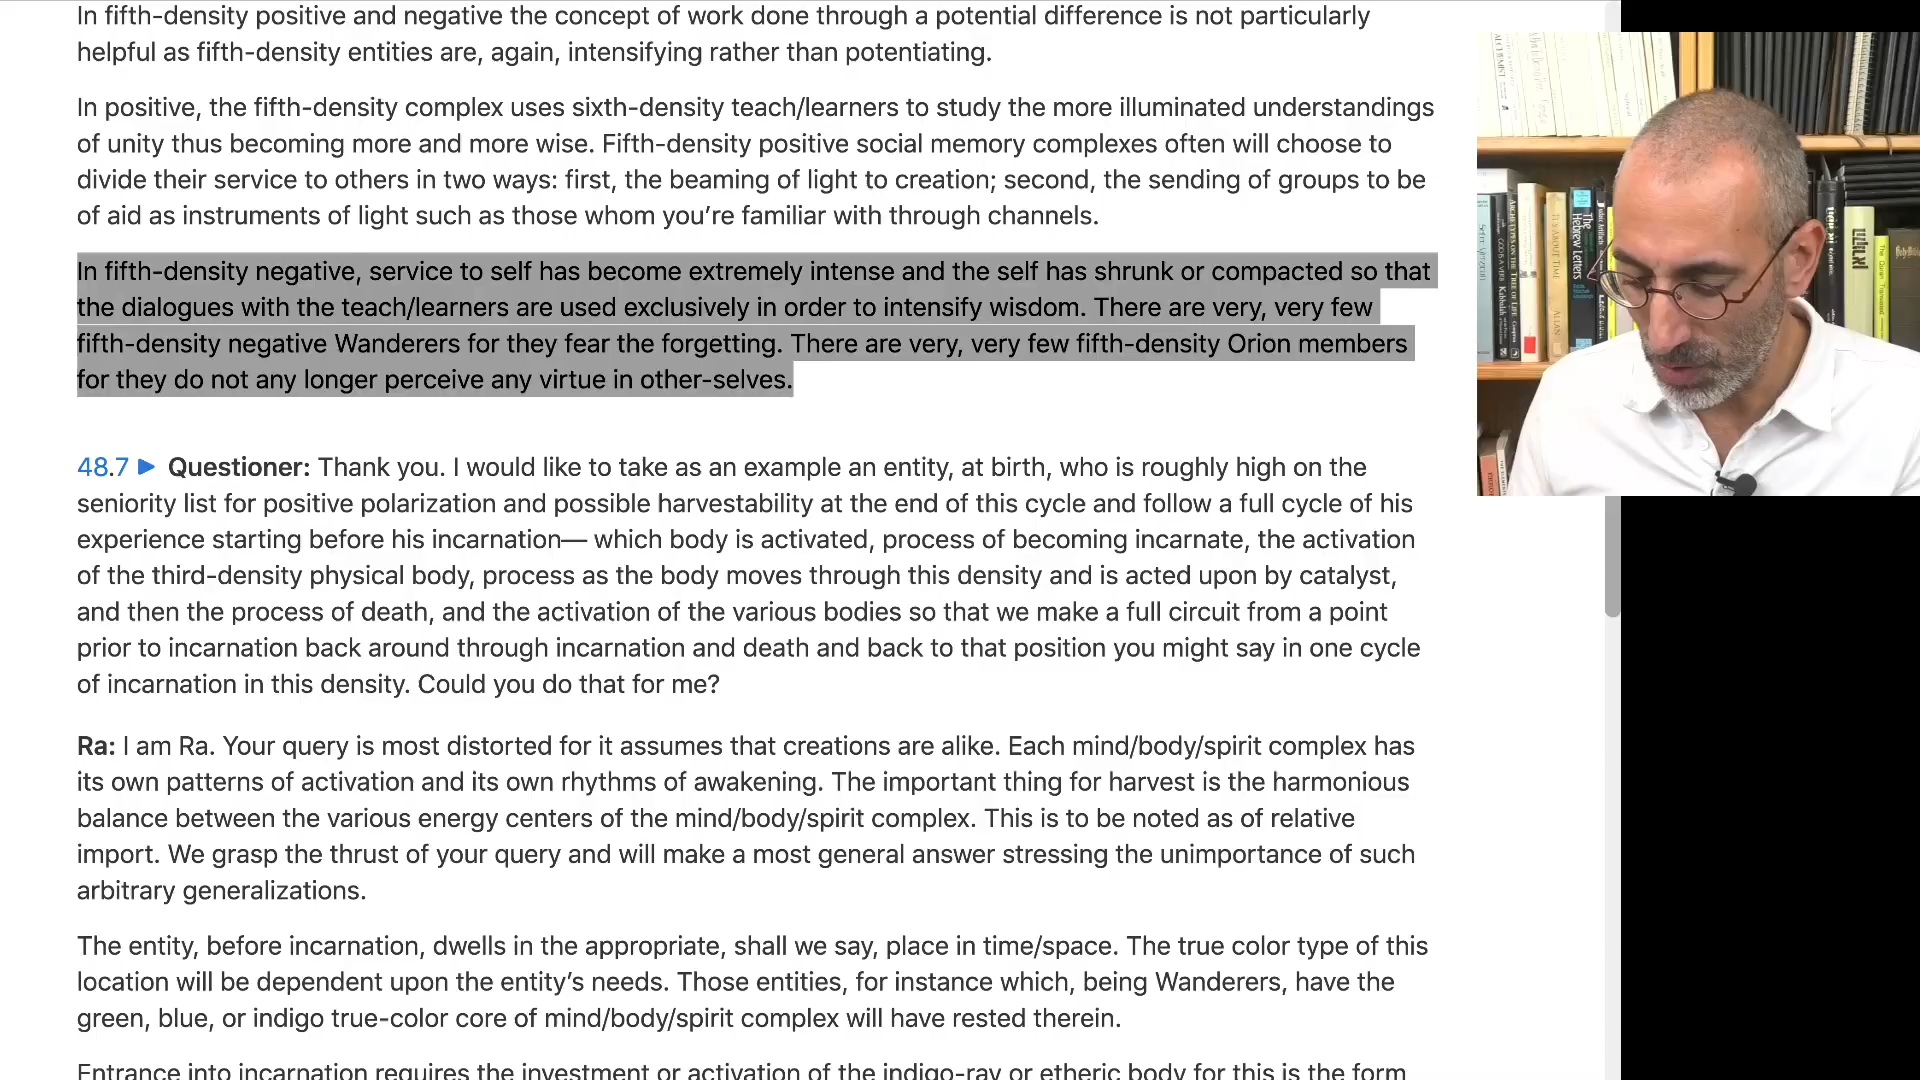 In fifth-density positive and negative the concept of work done through a potential difference is not particularly
helpful as fifth-density entities are, again, intensifying rather than potentiating.
In positive, the fifth-density complex uses sixth-density teach/learners to study the more illuminated understandings
of unity thus becoming more and more wise. Fifth-density positive social memory complexes often will choose to
divide their service to others in two ways: first, the beaming of light to creation; second, the sending of groups to be
of aid as instruments of light such as those whom you’re familiar with through channels.
In fifth-density negative, service to self has become extremely intense and the self has shrunk or compacted so that
the dialogues with the teach/learners are used exclusively in order to intensify wisdom. There are very, very few
fifth-density negative Wanderers for they fear the forgetting. There are very, very few fifth-density Orion members
for they do not any longer perceive any virtue in other-selves.
48.7 ▶ Questioner: Thank you. I would like to take as an example an entity, at birth, who is roughly high on the
seniority list for positive polarization and possible harvestability at the end of this cycle and follow a full cycle of his
experience starting before his incarnation— which body is activated, process of becoming incarnate, the activation
of the third-density physical body, process as the body moves through this density and is acted upon by catalyst,
and then the process of death, and the activation of the various bodies so that we make a full circuit from a point
prior to incarnation back around through incarnation and death and back to that position you might say in one cycle
of incarnation in this density. Could you do that for me?
Ra: I am Ra. Your query is most distorted for it assumes that creations are alike. Each mind/body/spirit complex has
its own patterns of activation and its own rhythms of awakening. The important thing for harvest is the harmonious
balance between the various energy centers of the mind/body/spirit complex. This is to be noted as of relative
import. We grasp the thrust of your query and will make a most general answer stressing the unimportance of such
arbitrary generalizations.
The entity, before incarnation, dwells in the appropriate, shall we say, place in time/space. The true color type of this
location will be dependent upon the entity’s needs. Those entities, for instance which, being Wanderers, have the
green, blue, or indigo true-color core of mind/body/spirit complex will have rested therein.
Entrance into incarnation requires the investment or activation of the indigo-ray or etheric body for this is the form
The Hebrew Letters
ALLAN